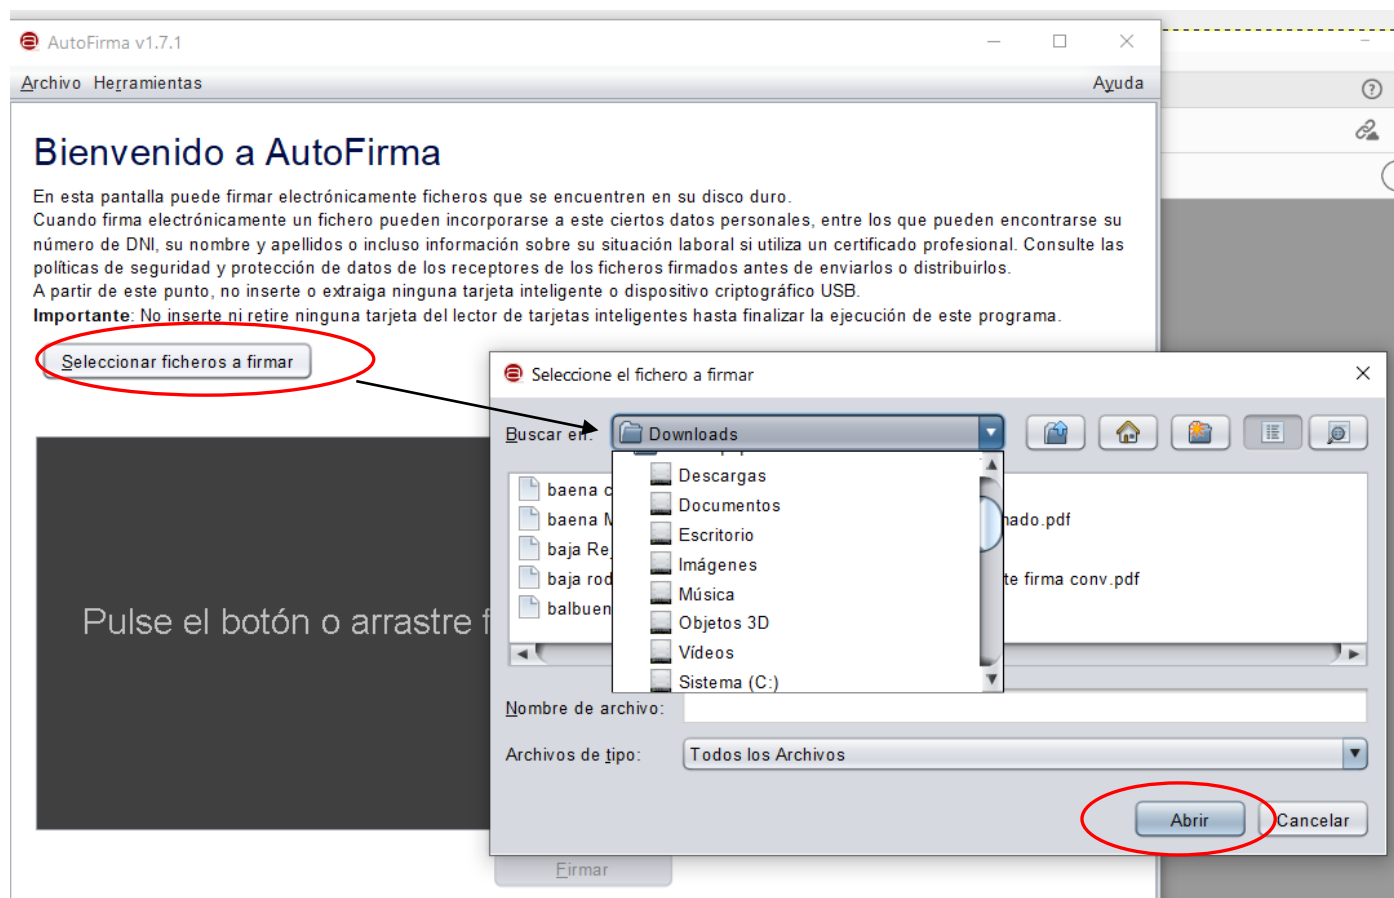 AutoFirma v1.7.1
Archivo Herramientas Ayuda
Bienvenido a AutoFirma
En esta pantalla puede firmar electrónicamente ficheros que se encuentren en su disco duro.
Cuando firma electrónicamente un fichero pueden incorporarse a este ciertos datos personales, entre los que pueden encontrarse su
número de DNI, su nombre y apellidos o incluso información sobre su situación laboral si utiliza un certificado profesional. Consulte las
políticas de seguridad y protección de datos de los receptores de los ficheros firmados antes de enviarlos o distribuirlos.
A partir de este punto, no inserte o extraiga ninguna tarjeta inteligente o dispositivo criptográfico USB.
Importante: No inserte ni retire ninguna tarjeta del lector de tarjetas inteligentes hasta finalizar la ejecución de este programa.
Seleccionar ficheros a firmar
Pulse el botón o arrastre f
Seleccione el fichero a firmar
Buscar en: Downloads
Descargas
Documentos
Escritorio
Imágenes
Música
Objetos 3D
Vídeos
Sistema (C:)
baena c
baena M nado.pdf
baja Re
baja rod te firma conv.pdf
balbuen
Nombre de archivo:
Archivos de tipo: Todos los Archivos
Abrir Cancelar
Firmar